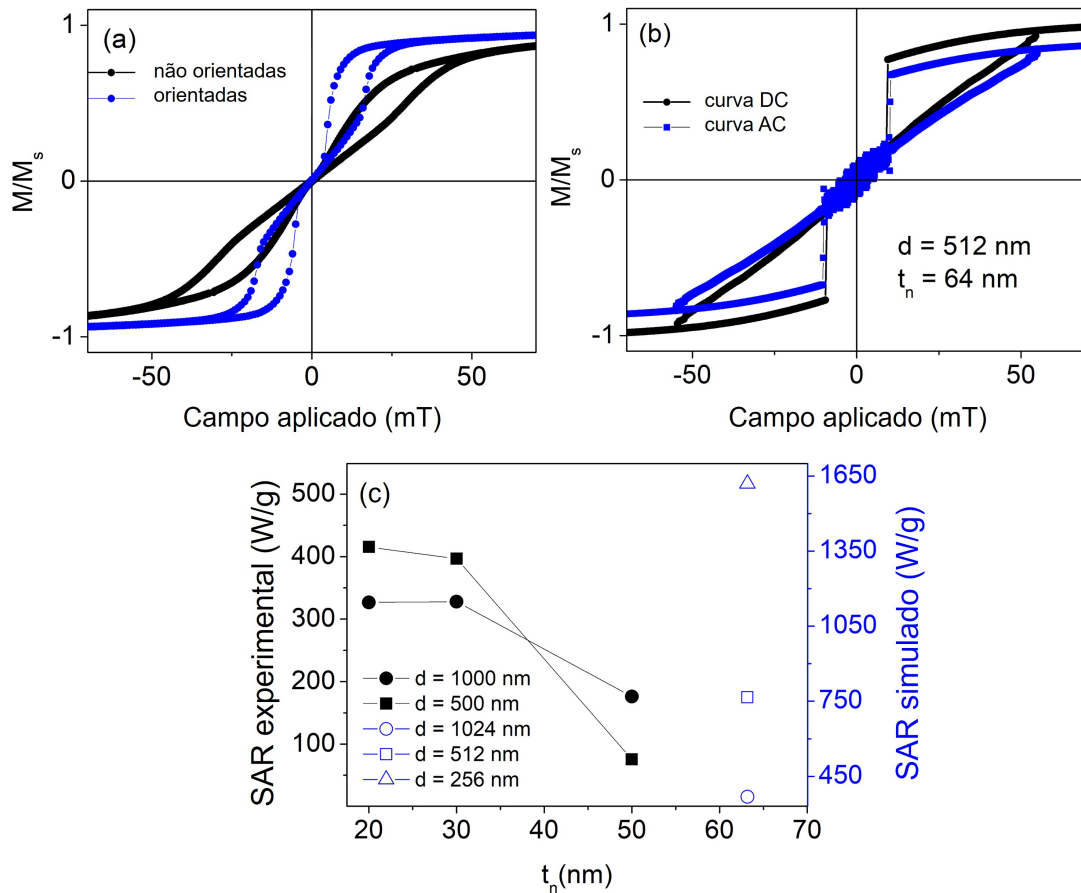 (a)
não orientadas
orientadas
1
0
-1
M/Ms
-50
0
50
Campo aplicado (mT)
(b)
curva DC
curva AC
d = 512 nm
tn = 64 nm
1
0
-1
M/Ms
-50
0
50
Campo aplicado (mT)
(c)
SAR experimental (W/g)
500
400
300
200
100
d = 1000 nm
d = 500 nm
d = 1024 nm
d = 512 nm
d = 256 nm
1650
1350
1050
750
450
SAR simulado (W/g)
20
30
40
50
60
70
tn(nm)